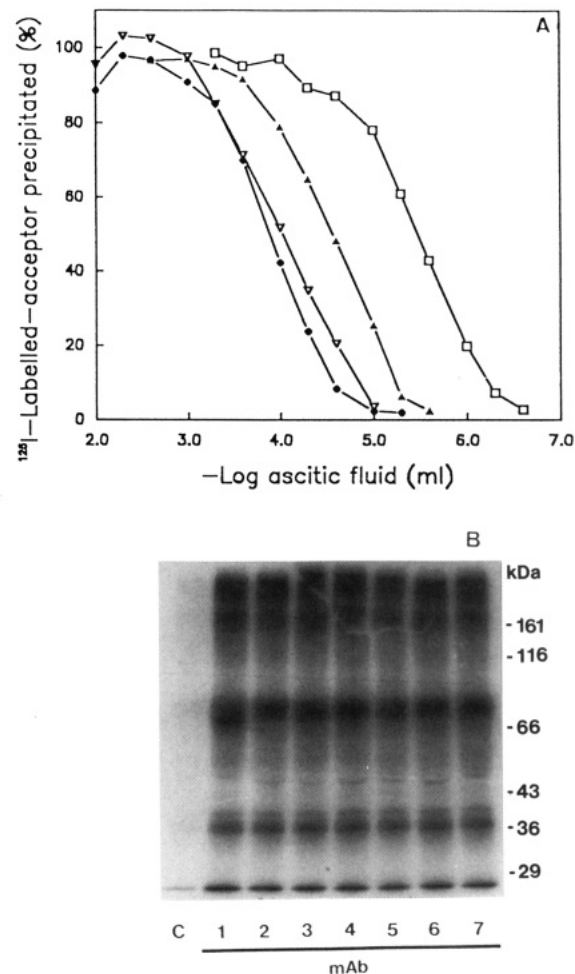 A
¹²⁵I-Labelled-acceptor precipitated (%)
100
80
60
40
20
0
2.0 3.0 4.0 5.0 6.0 7.0
-Log ascitic fluid (ml)
B
kDa
-161
-116
-66
-43
-36
-29
C 1 2 3 4 5 6 7
mAb